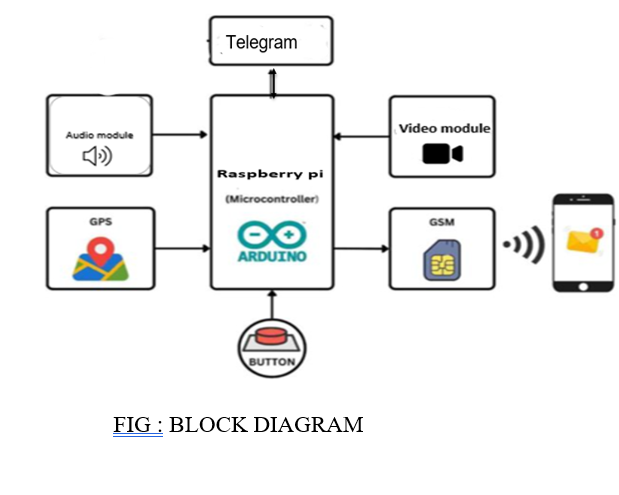 Telegram
Audio module
Video module
Raspberry pi
(Microcontroller)
GPS
GSM
1
ARDUINO
BUTTON
FIG : BLOCK DIAGRAM